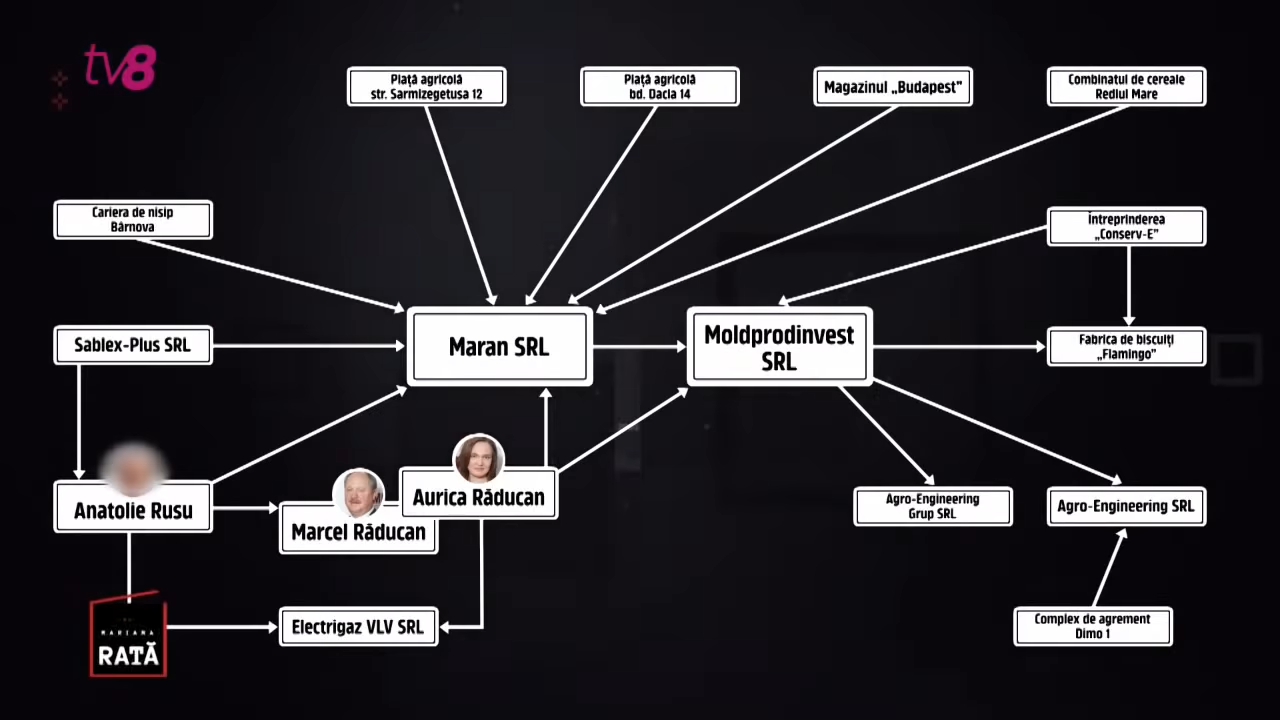 tv8
Piață agricolă
str. Sarmizegetusa 12
Piață agricolă
bd. Dacia 14
Magazinul „Budapest”
Combinatul de cereale
Rediul Mare
Cariera de nisip
Bârnova
Întreprinderea
„Conserv-E”
Sablex-Plus SRL
Maran SRL
Moldprodinvest
SRL
Fabrica de biscuiți
„Flamingo”
Anatolie Rusu
Marcel Răducan
Aurica Răducan
Agro-Engineering
Grup SRL
Agro-Engineering SRL
Electrigaz VLV SRL
Complex de agrement
Dimo 1
MARIANA
RAȚĂ